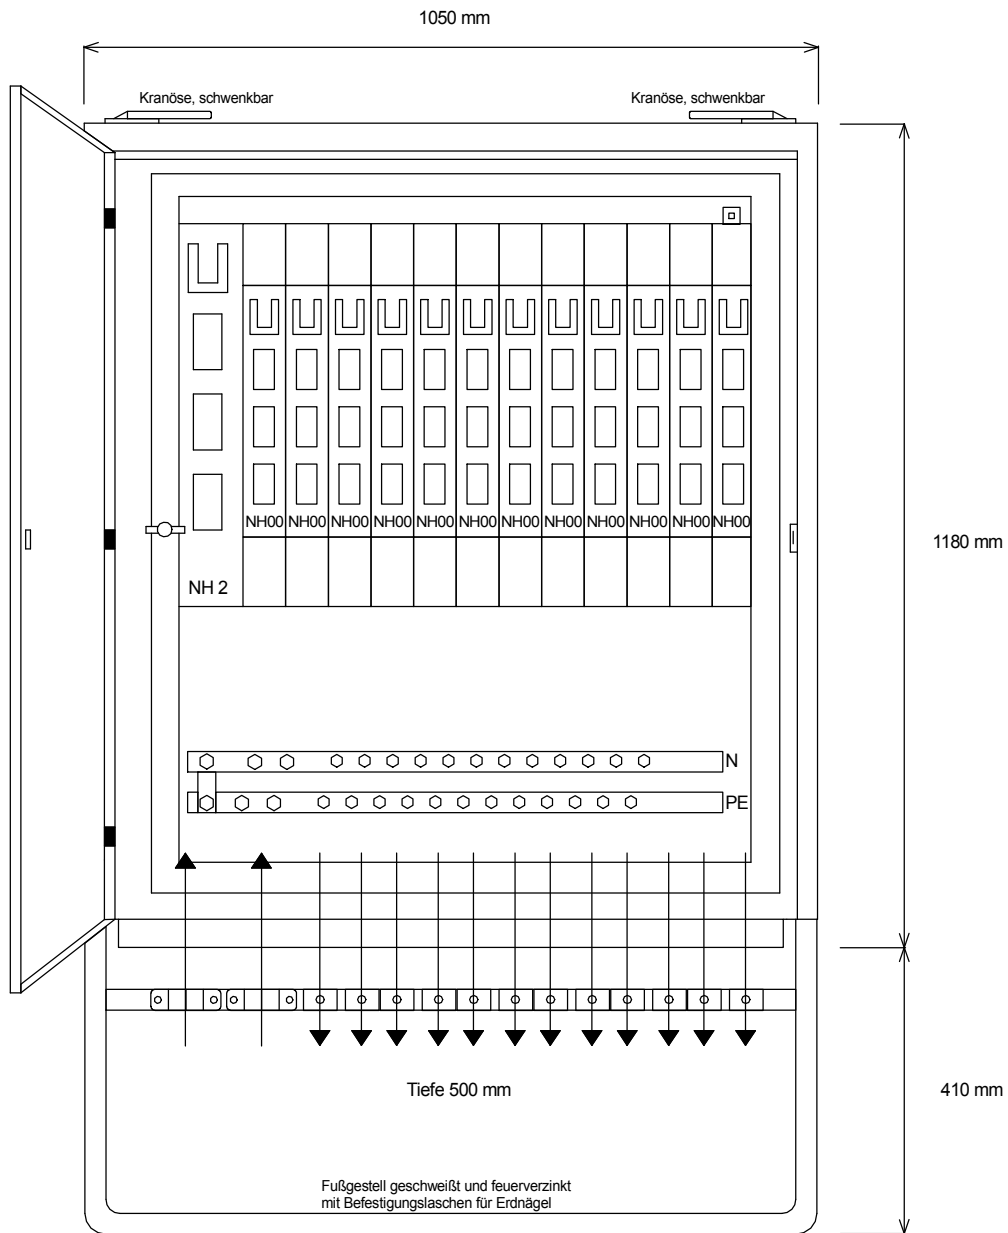 1050 mm
Kranöse, schwenkbar Kranöse, schwenkbar
NH00 NH00 NH00 NH00 NH00 NH00 NH00 NH00 NH00 NH00 NH00 NH00
1180 mm
NH 2
N
PE
Tiefe 500 mm
410 mm
Fußgestell geschweißt und feuerverzinkt
mit Befestigungslaschen für Erdnägel